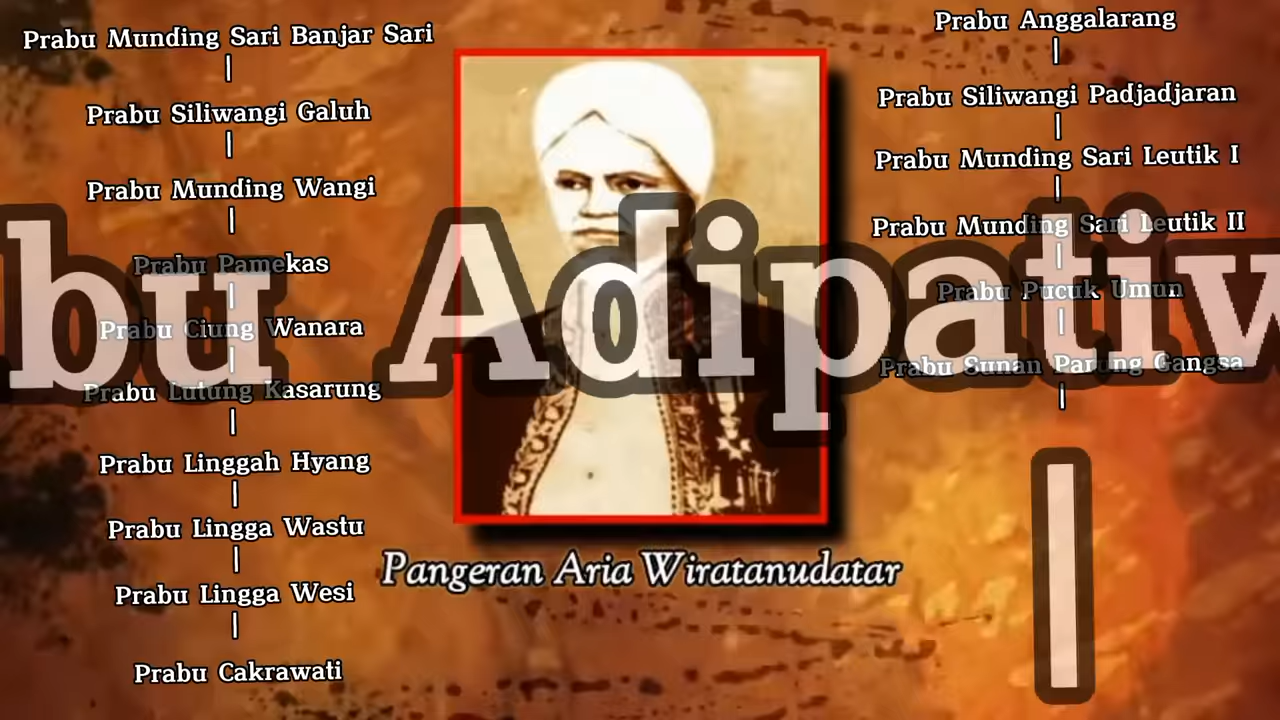 Prabu Munding Sari Banjar Sari
Prabu Siliwangi Galuh
Prabu Munding Wangi
Prabu Pamekas
Prabu Ciung Wanara
Prabu Lutung Kasarung
Prabu Linggah Hyang
Prabu Lingga Wastu
Prabu Lingga Wesi
Prabu Cakrawati
bu Adipativ
Pangeran Aria Wiratanudatar
Prabu Anggalarang
Prabu Siliwangi Padjadjaran
Prabu Munding Sari Leutik I
Prabu Munding Sari Leutik II
Prabu Pucuk Umun
Prabu Sunan Parung Gangsa